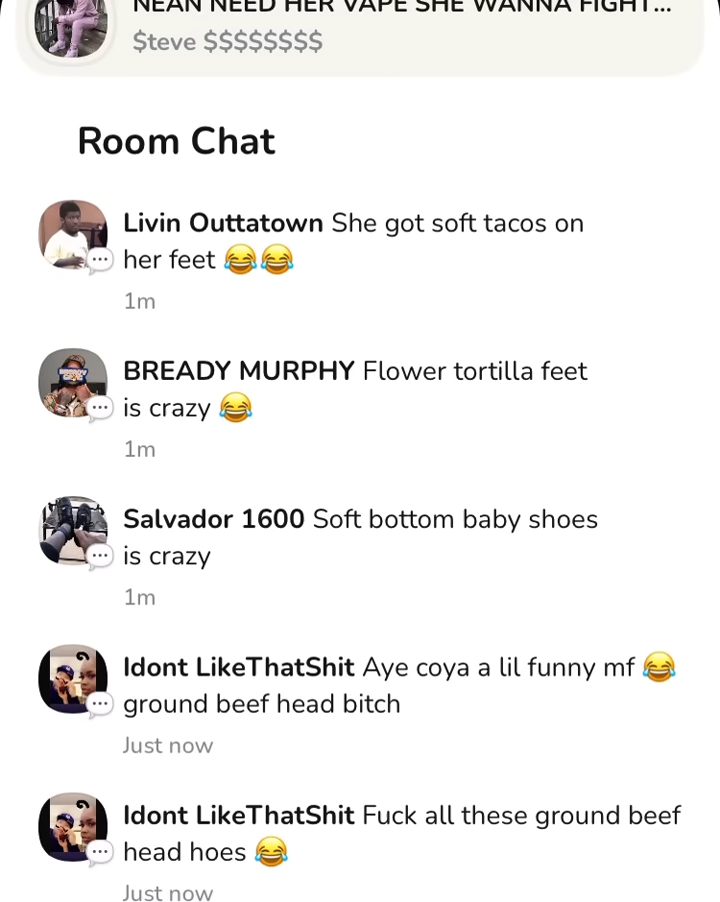 NEAN NEED HER VAPE SHE WANNA FIGHT...
$teve $$$$$$$$
Room Chat
Livin Outtatown She got soft tacos on
her feet 😂😂
1m
BREADY MURPHY Flower tortilla feet
is crazy 😂
1m
Salvador 1600 Soft bottom baby shoes
is crazy
1m
Idont LikeThatShit Aye coya a lil funny mf 😂
ground beef head bitch
Just now
Idont LikeThatShit Fuck all these ground beef
head hoes 😂
Just now